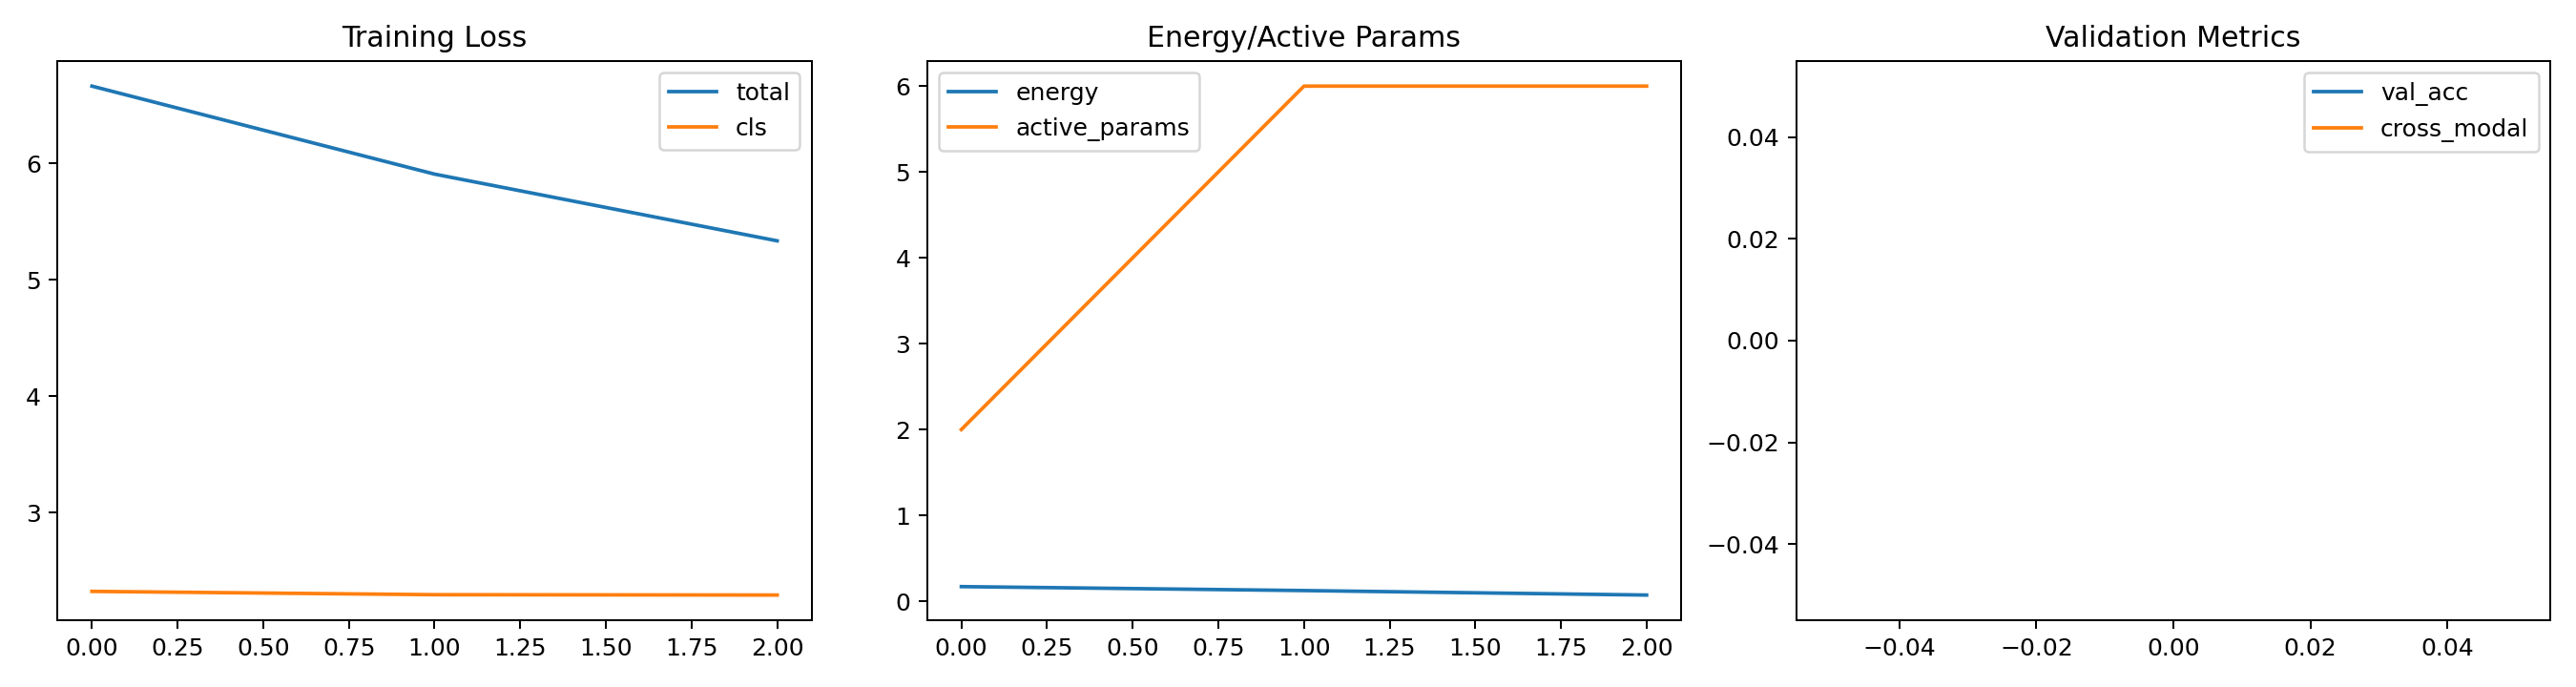 Training Loss
total
cls
6
5
4
3
0.00 0.25 0.50 0.75 1.00 1.25 1.50 1.75 2.00
Energy/Active Params
energy
active_params
6
5
4
3
2
1
0
0.00 0.25 0.50 0.75 1.00 1.25 1.50 1.75 2.00
Validation Metrics
val_acc
cross_modal
0.04
0.02
0.00
−0.02
−0.04
−0.04 −0.02 0.00 0.02 0.04